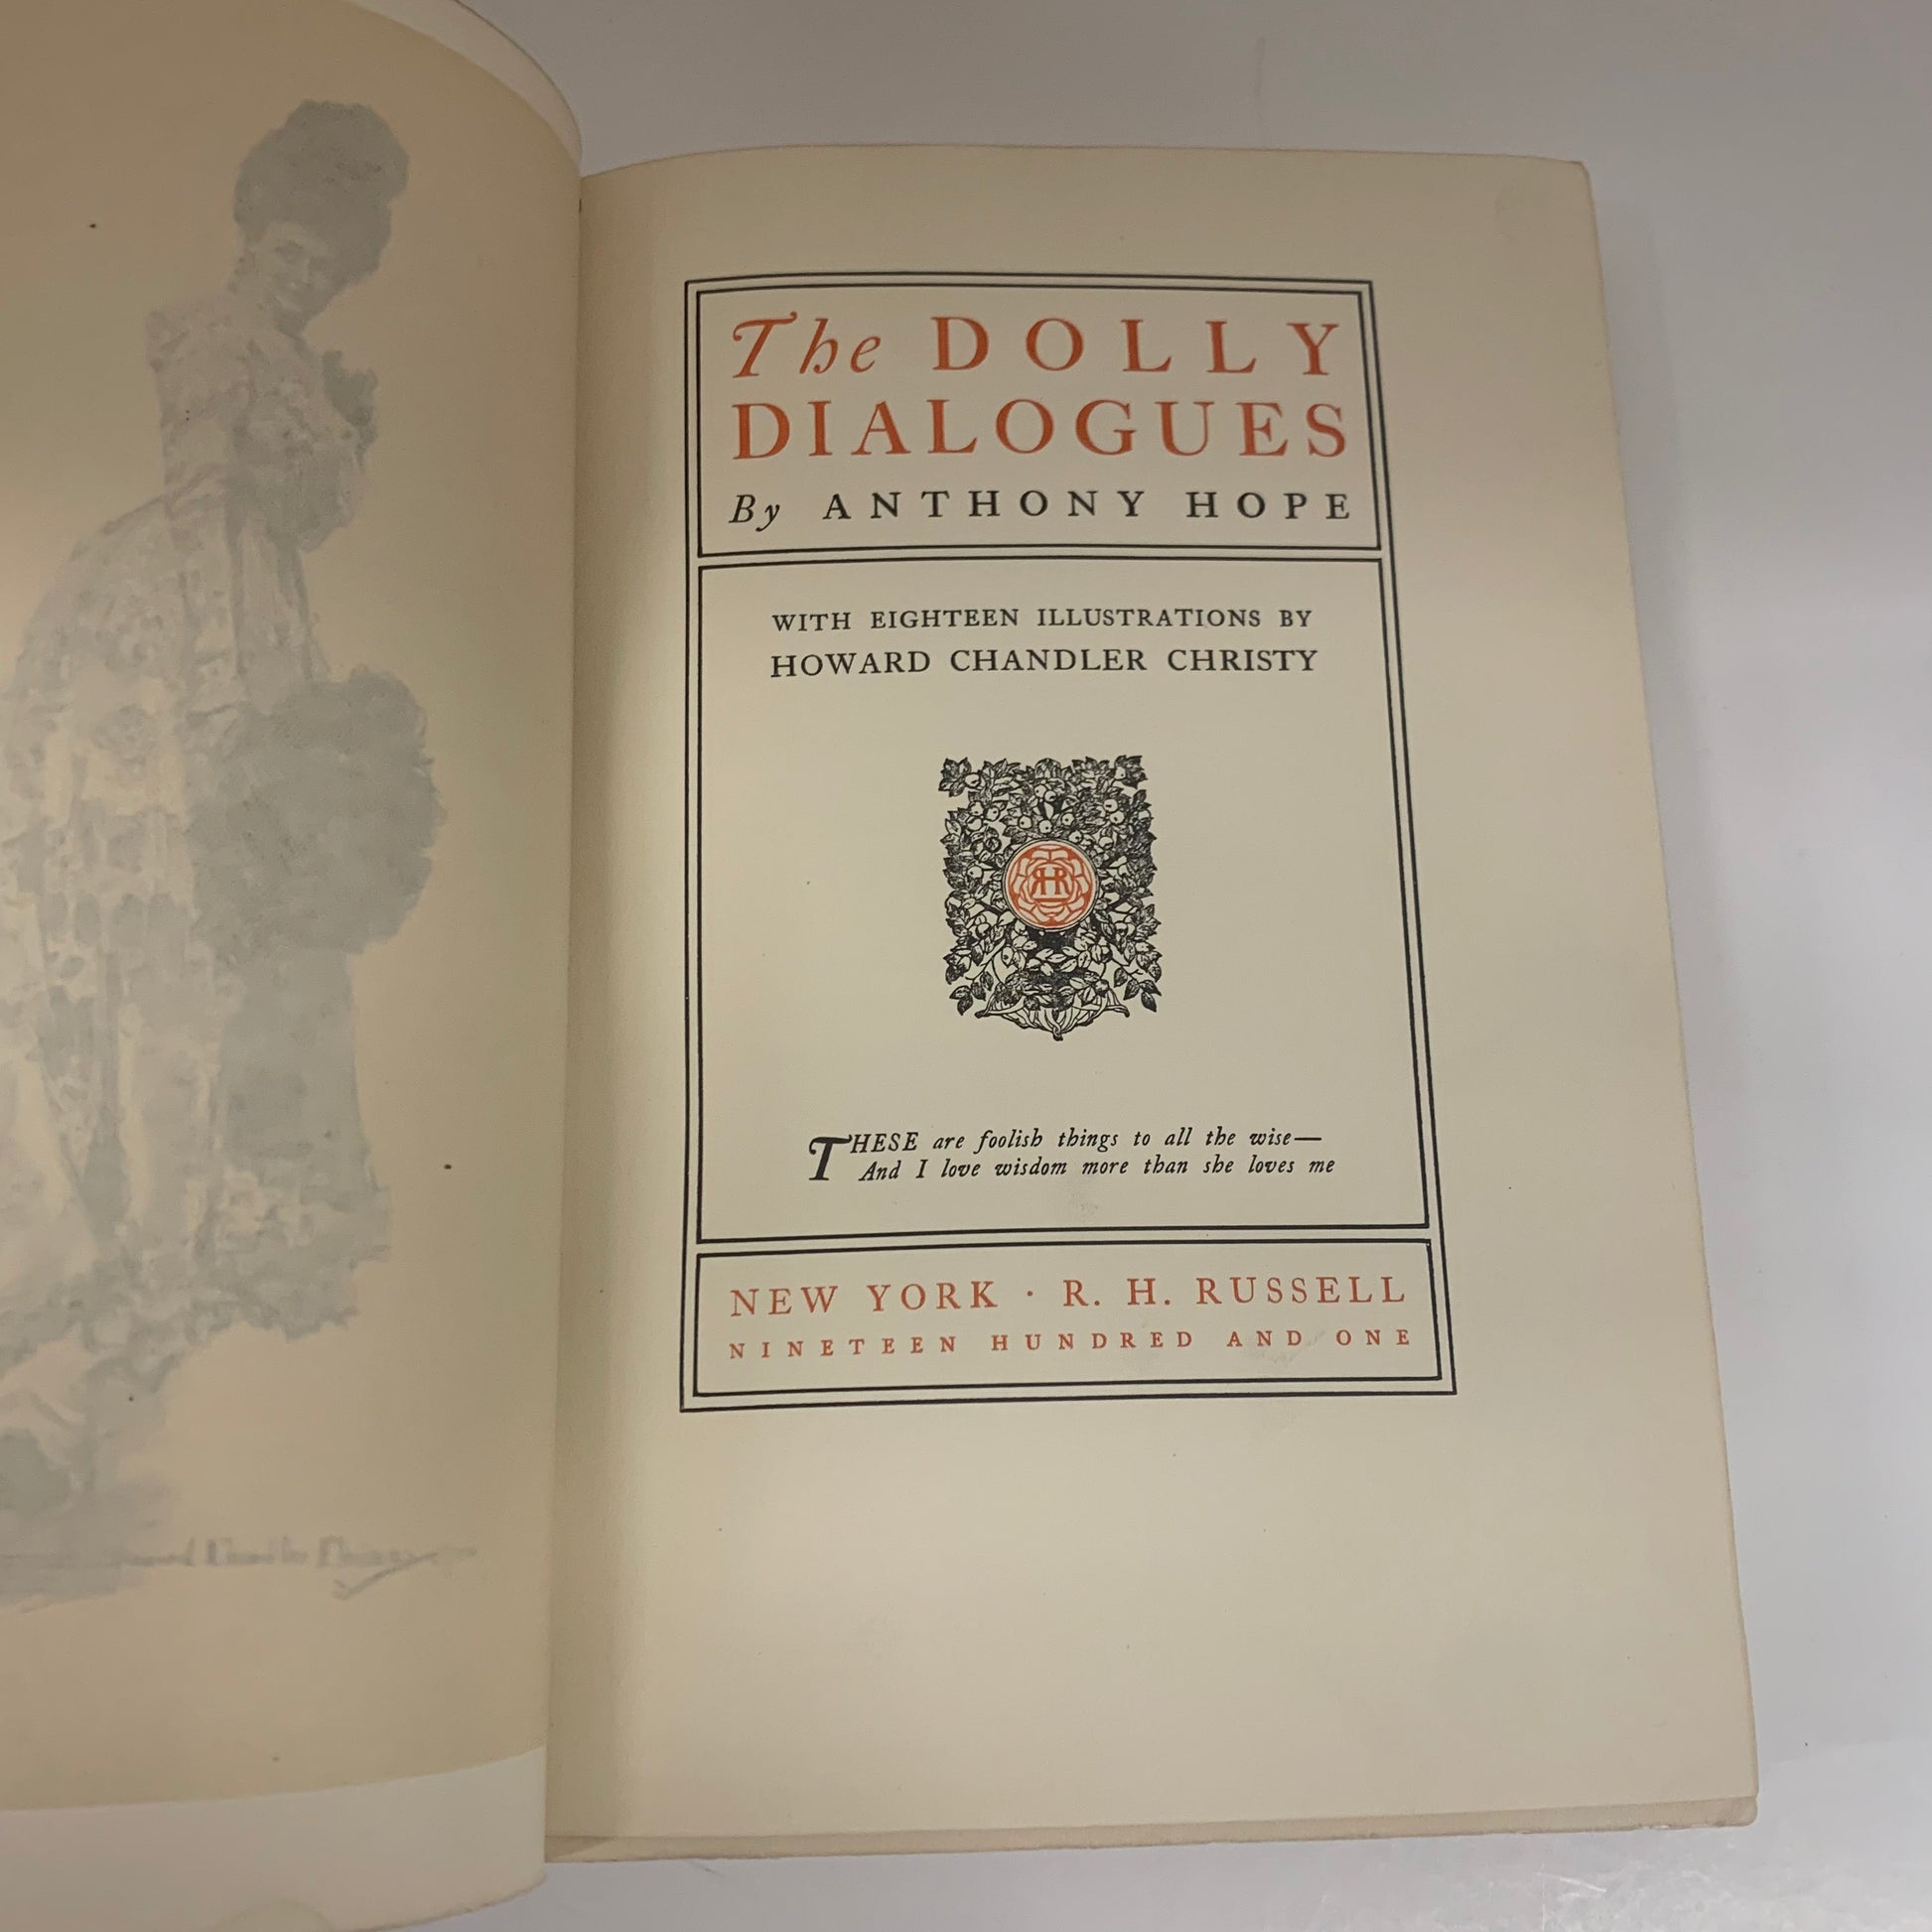 The DOLLY
DIALOGUES
By ANTHONY HOPE
WITH EIGHTEEN ILLUSTRATIONS BY
HOWARD CHANDLER CHRISTY
THESE are foolish things to all the wise—
And I love wisdom more than she loves me
NEW YORK · R. H. RUSSELL
NINETEEN HUNDRED AND ONE